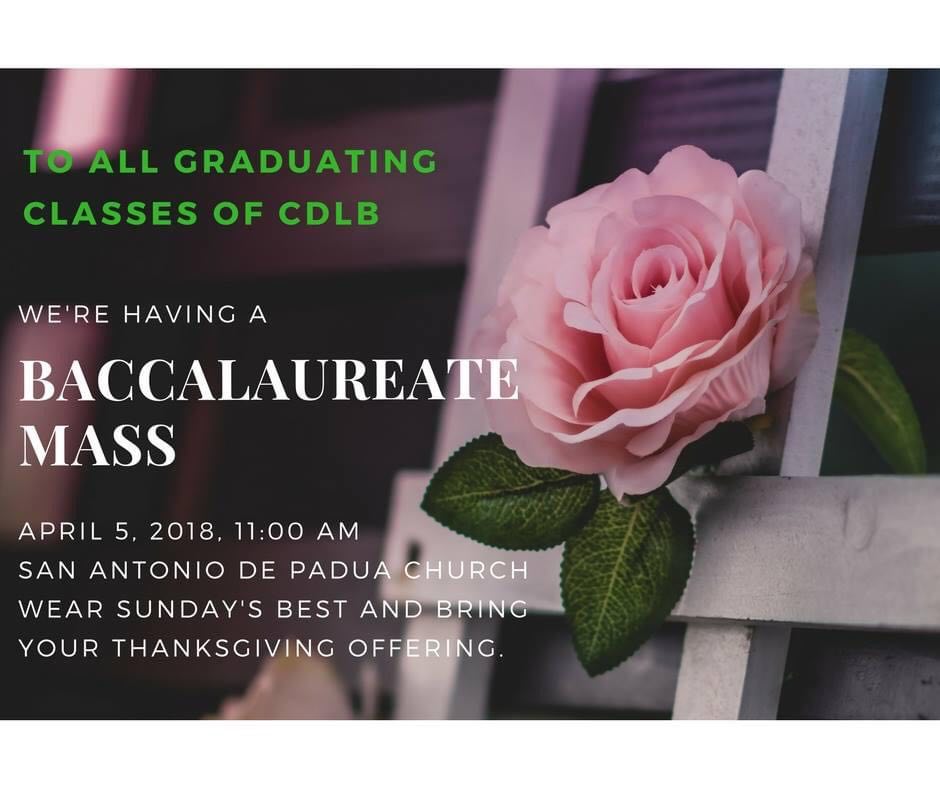 TO ALL GRADUATING
CLASSES OF CDLB
WE'RE HAVING A
BACCALAUREATE
MASS
APRIL 5, 2018, 11:00 AM
SAN ANTONIO DE PADUA CHURCH
WEAR SUNDAY'S BEST AND BRING
YOUR THANKSGIVING OFFERING.